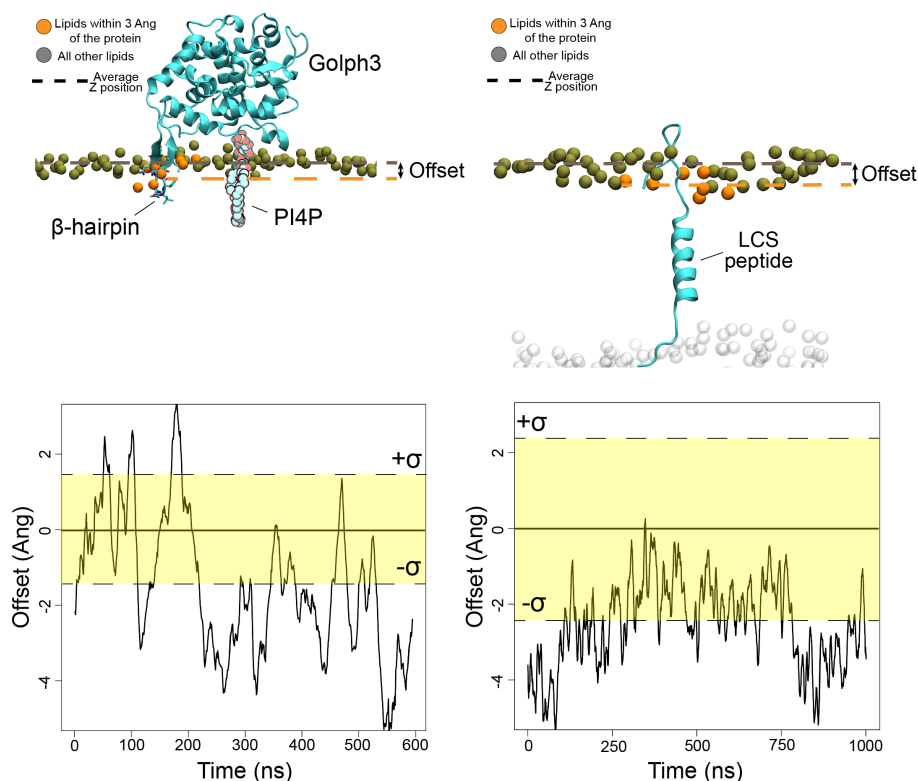 Lipids within 3 Ang
of the protein
All other lipids
Average
Z position
Golph3
Offset
β-hairpin
PI4P
Lipids within 3 Ang
of the protein
All other lipids
Average
Z position
Offset
LCS
peptide
Offset (Ang)
2
0
-2
-4
+σ
-σ
0
100
200
300
400
500
600
Time (ns)
Offset (Ang)
2
0
-2
-4
+σ
-σ
0
250
500
750
1000
Time (ns)